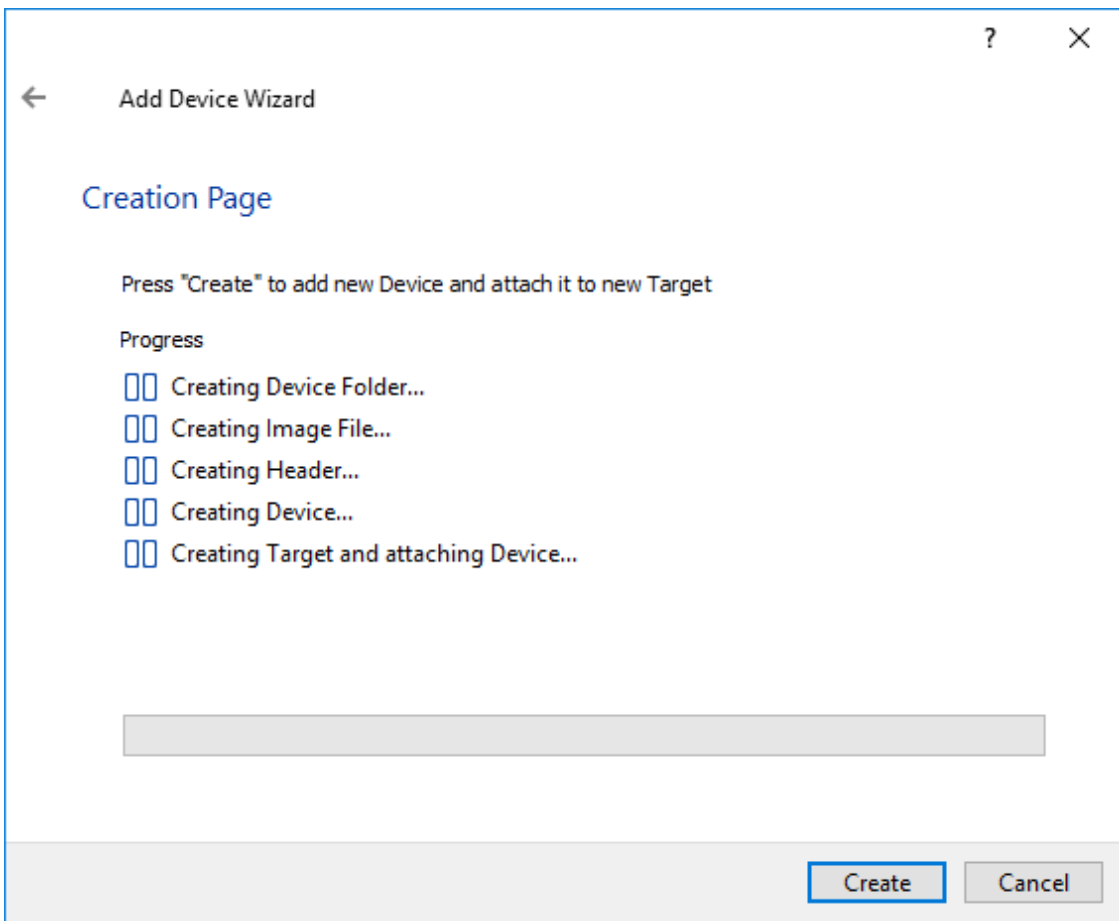 ?
Add Device Wizard
Creation Page
Press "Create" to add new Device and attach it to new Target
Progress
Creating Device Folder...
Creating Image File...
Creating Header...
Creating Device...
Creating Target and attaching Device...
Create Cancel